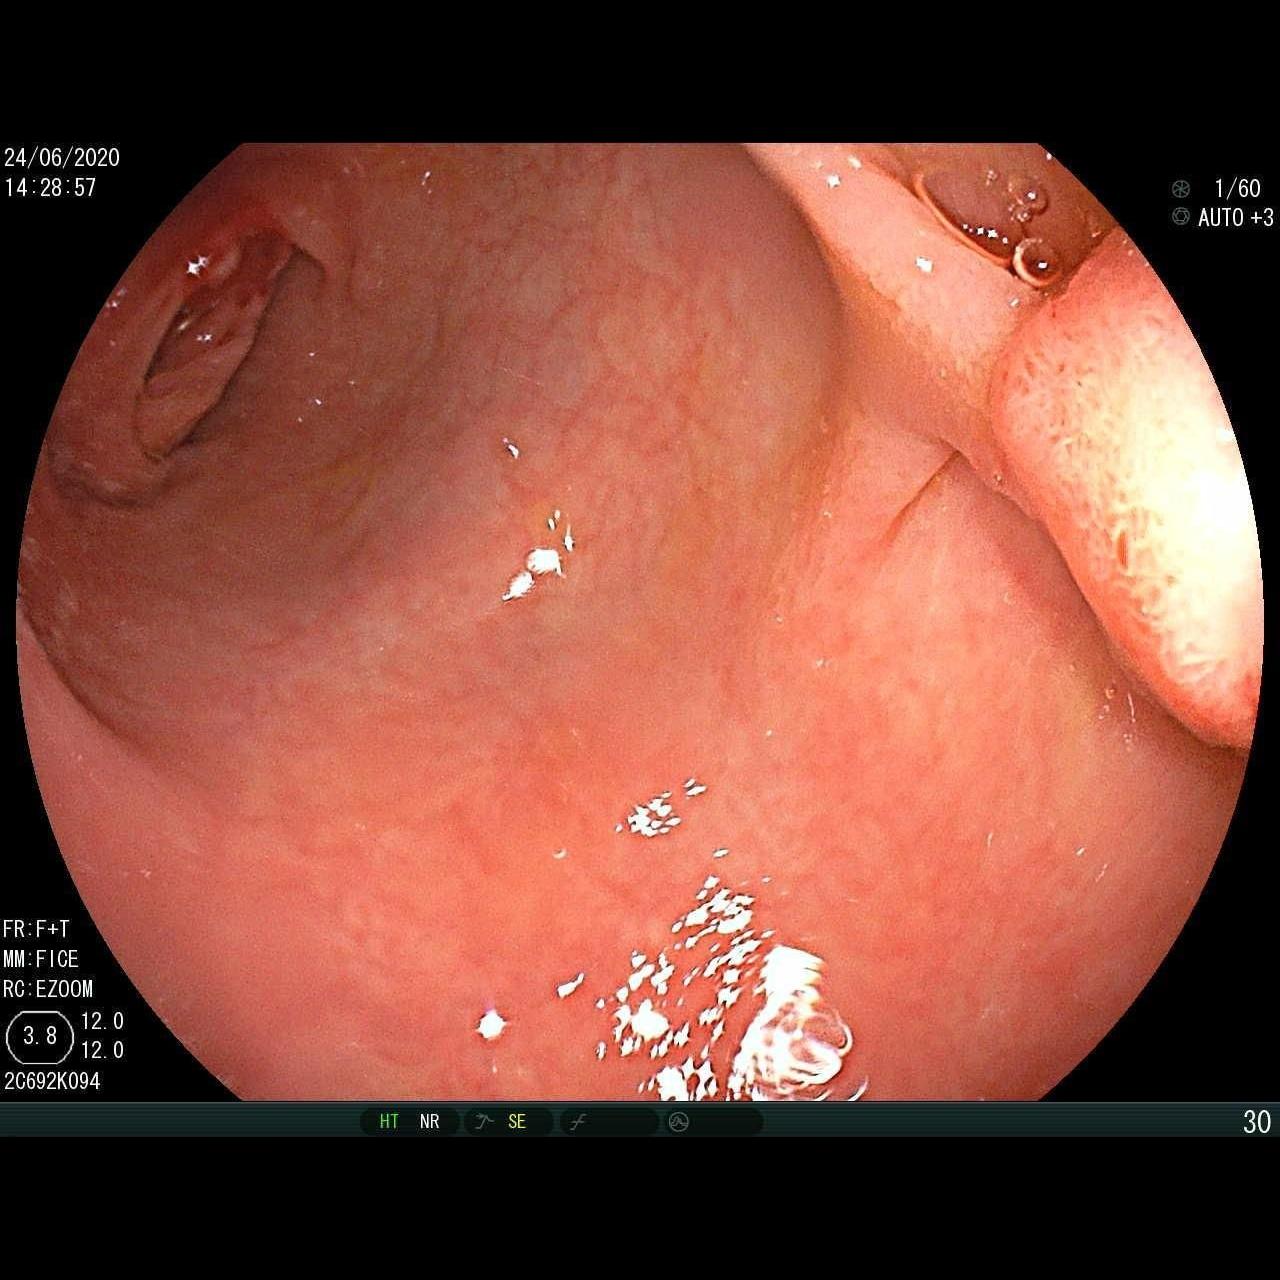 24/06/2020
14:28:57
1/60
AUTO +3
FR:F+T
MM:FICE
RC:EZOOM
3.8
12.0
12.0
2C692K094
HT NR SE
30